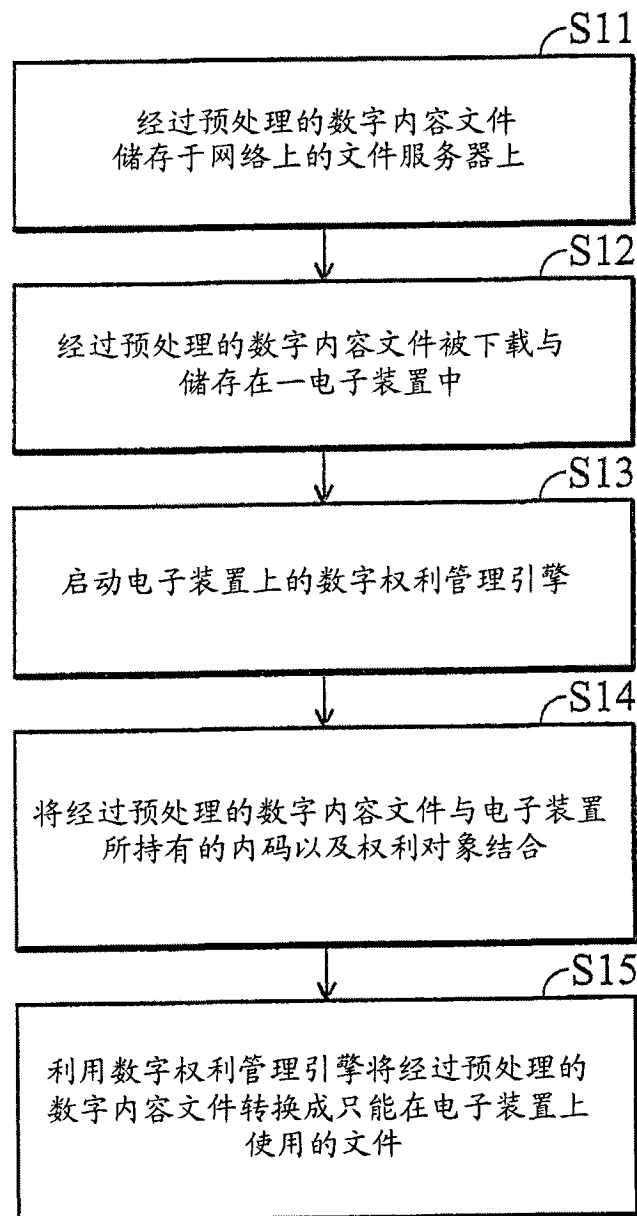 S11
经过预处理的数字内容文件
储存于网络上的文件服务器上
S12
经过预处理的数字内容文件被下载与
储存在一电子装置中
S13
启动电子装置上的数字权利管理引擎
S14
将经过预处理的数字内容文件与电子装置
所持有的内码以及权利对象结合
S15
利用数字权利管理引擎将经过预处理的
数字内容文件转换成只能在电子装置上
使用的文件